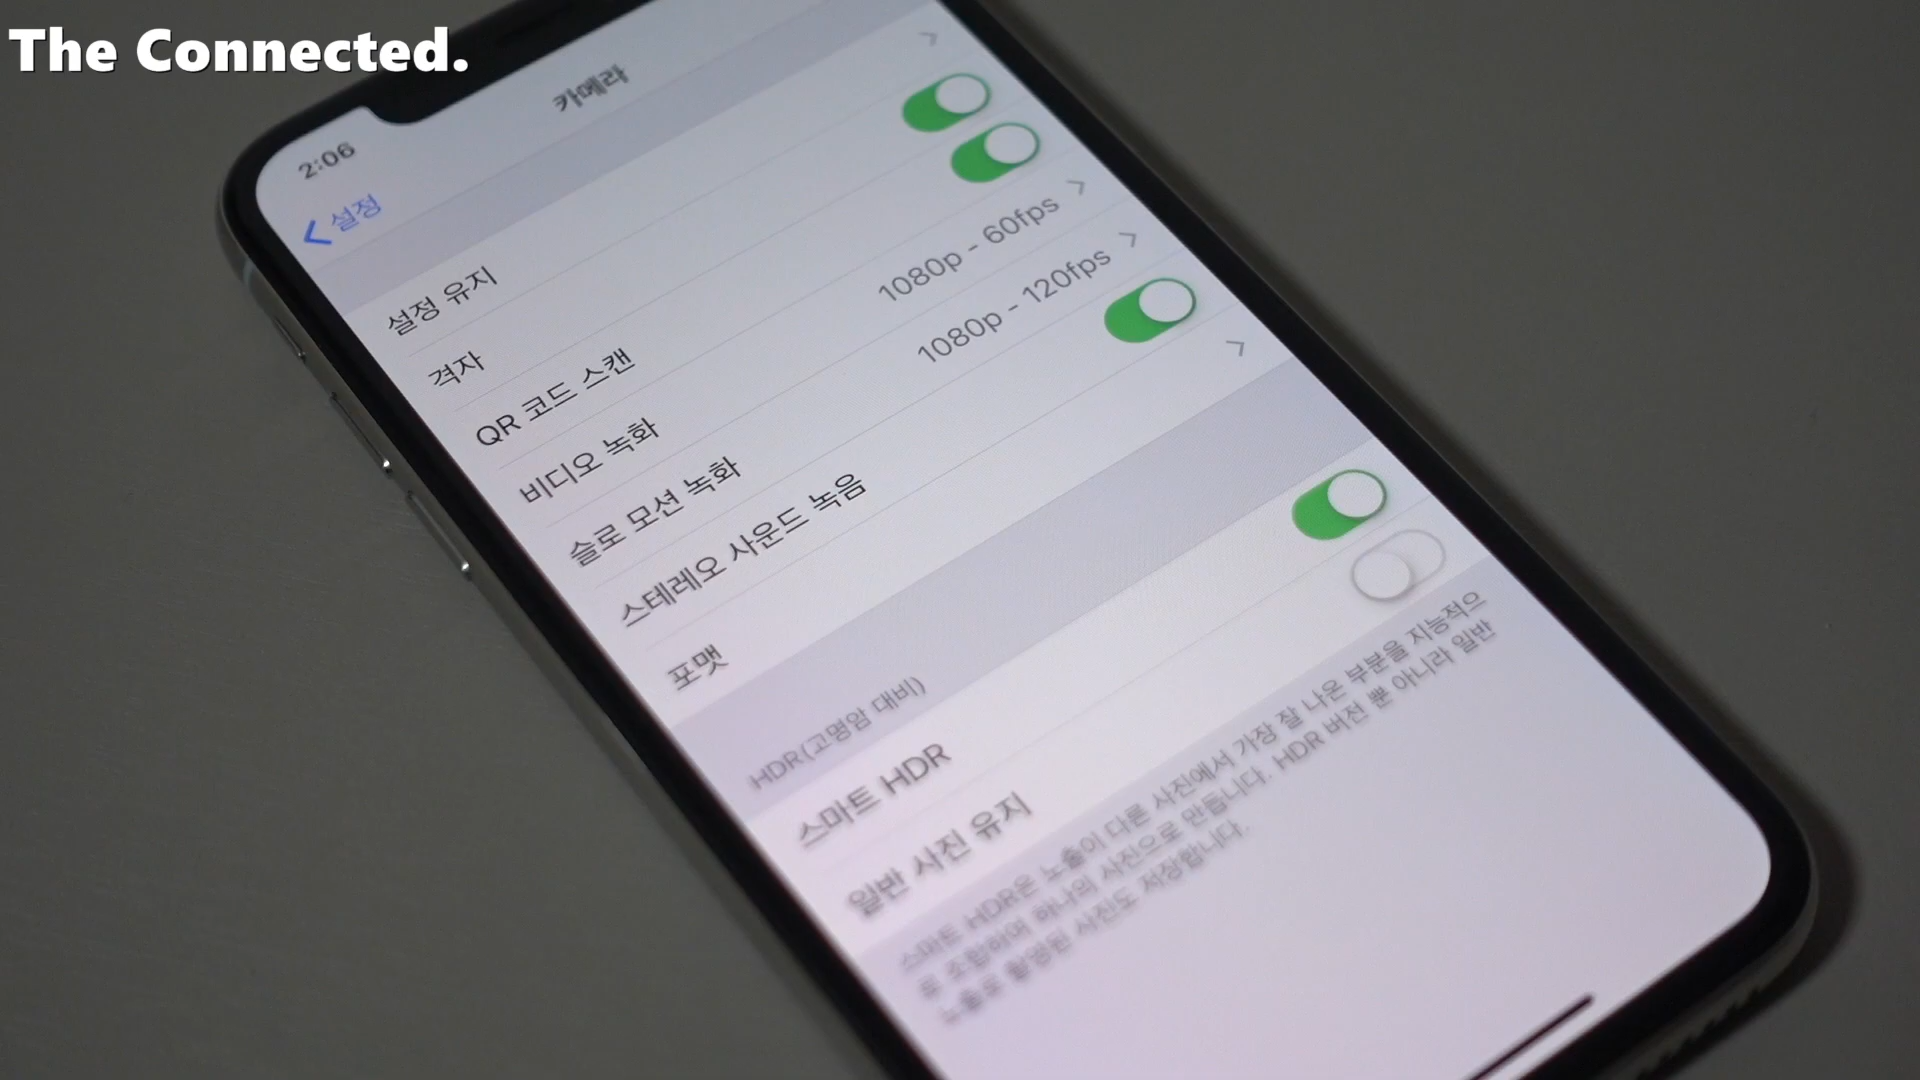 The Connected.
2:06
카메라
설정
설정 유지
격자
QR 코드 스캔
비디오 녹화 1080p - 60fps
슬로 모션 녹화 1080p - 120fps
스테레오 사운드 녹음
포맷
HDR(고명암 대비)
스마트 HDR
일반 사진 유지
스마트 HDR은 노출이 다른 사진에서 가장 잘 나온 부분을 지능적으
로 조합하여 하나의 사진으로 만듭니다. HDR 버전 뿐 아니라 일반
노출로 촬영된 사진도 저장합니다.